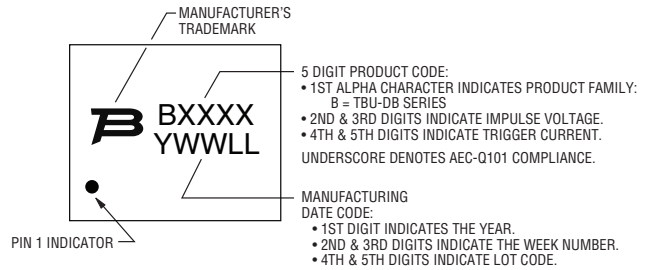 MANUFACTURER'S
TRADEMARK
BXXXX
YWWLL
5 DIGIT PRODUCT CODE:
• 1ST ALPHA CHARACTER INDICATES PRODUCT FAMILY:
B = TBU-DB SERIES
• 2ND & 3RD DIGITS INDICATE IMPULSE VOLTAGE.
• 4TH & 5TH DIGITS INDICATE TRIGGER CURRENT.
UNDERSCORE DENOTES AEC-Q101 COMPLIANCE.
MANUFACTURING
DATE CODE:
• 1ST DIGIT INDICATES THE YEAR.
• 2ND & 3RD DIGITS INDICATE THE WEEK NUMBER.
• 4TH & 5TH DIGITS INDICATE LOT CODE.
PIN 1 INDICATOR